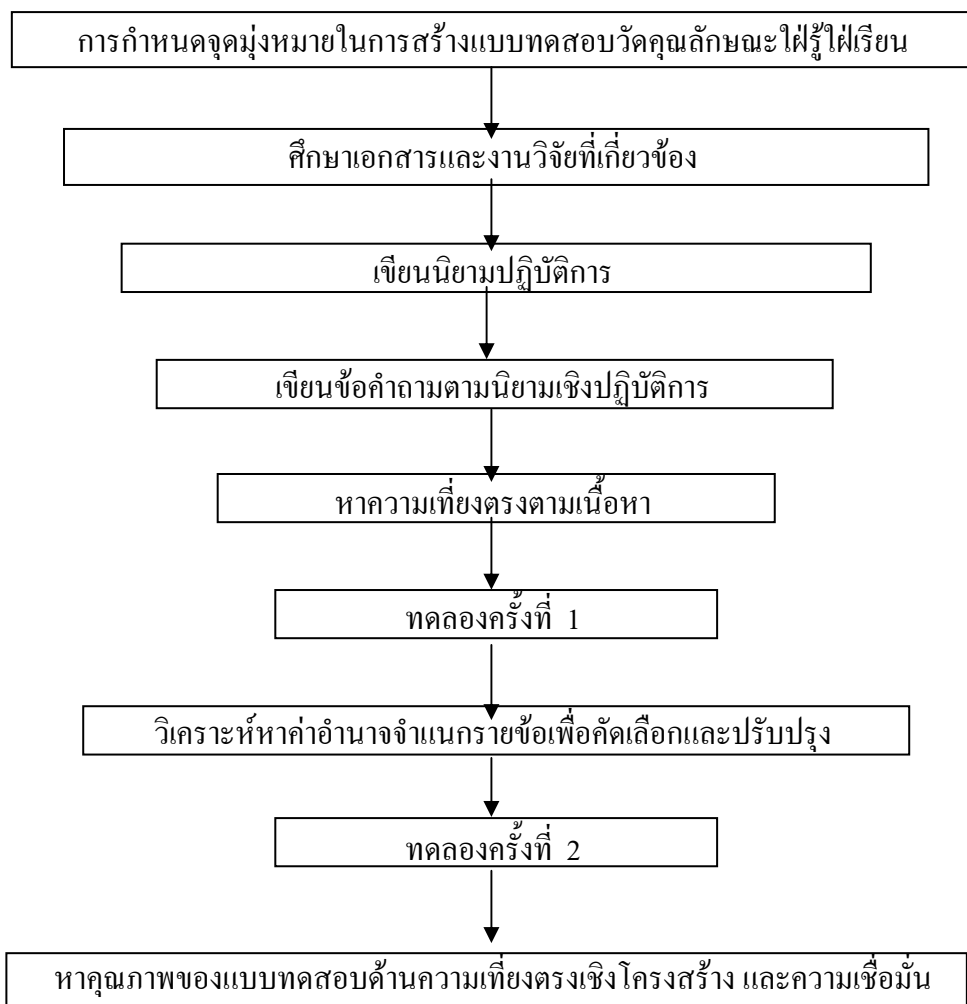 การกำหนดจุดมุ่งหมายในการสร้างแบบทดสอบวัดคุณลักษณะใฝ่รู้ใฝ่เรียน
ศึกษาเอกสารและงานวิจัยที่เกี่ยวข้อง
เขียนนิยามปฏิบัติการ
เขียนข้อคำถามตามนิยามเชิงปฏิบัติการ
หาความเที่ยงตรงตามเนื้อหา
ทดลองครั้งที่ 1
วิเคราะห์หาค่าอำนาจจำแนกรายข้อเพื่อคัดเลือกและปรับปรุง
ทดลองครั้งที่ 2
หาคุณภาพของแบบทดสอบด้านความเที่ยงตรงเชิงโครงสร้าง และความเชื่อมั่น